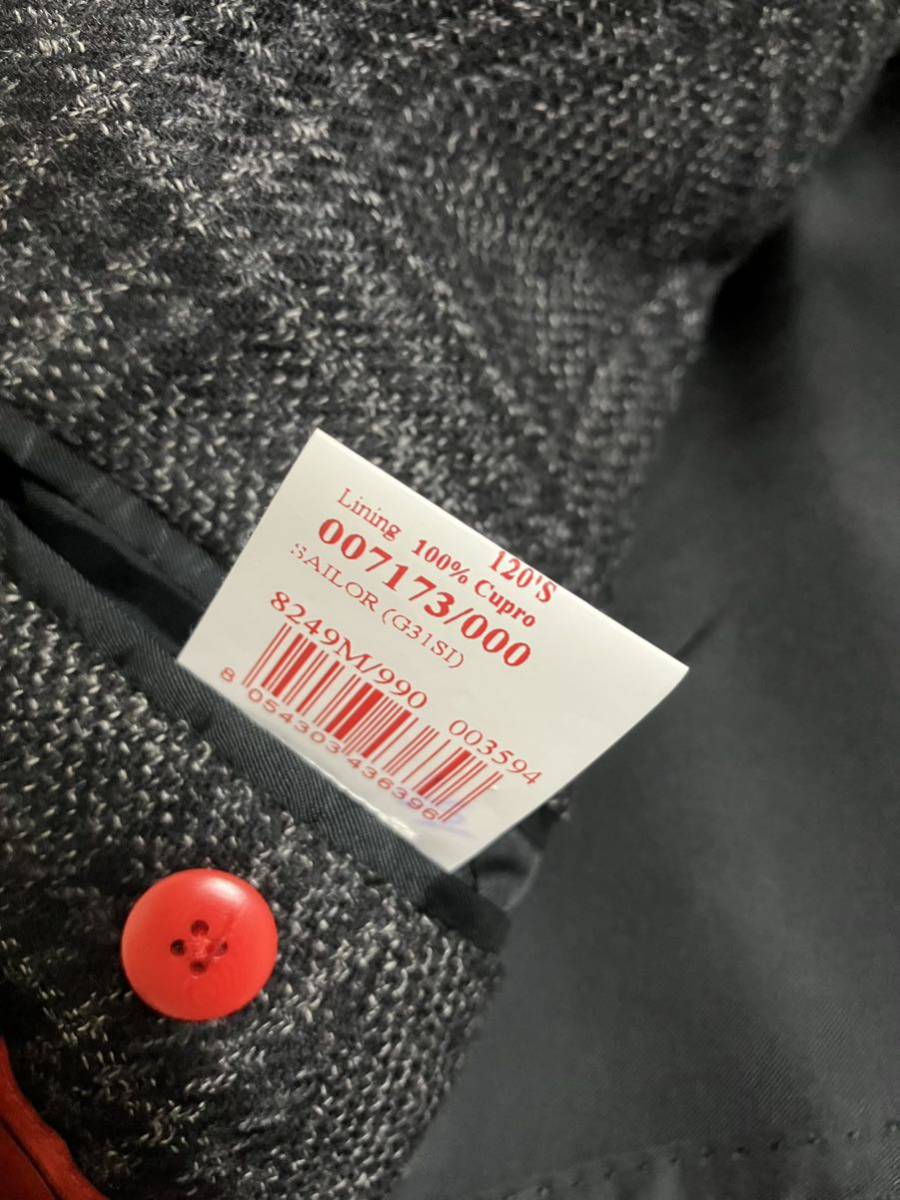 120'S
Lining 100% Cupro
007173/000
SAILOR (G31SI)
8249M/990 003594
8 054303 436396